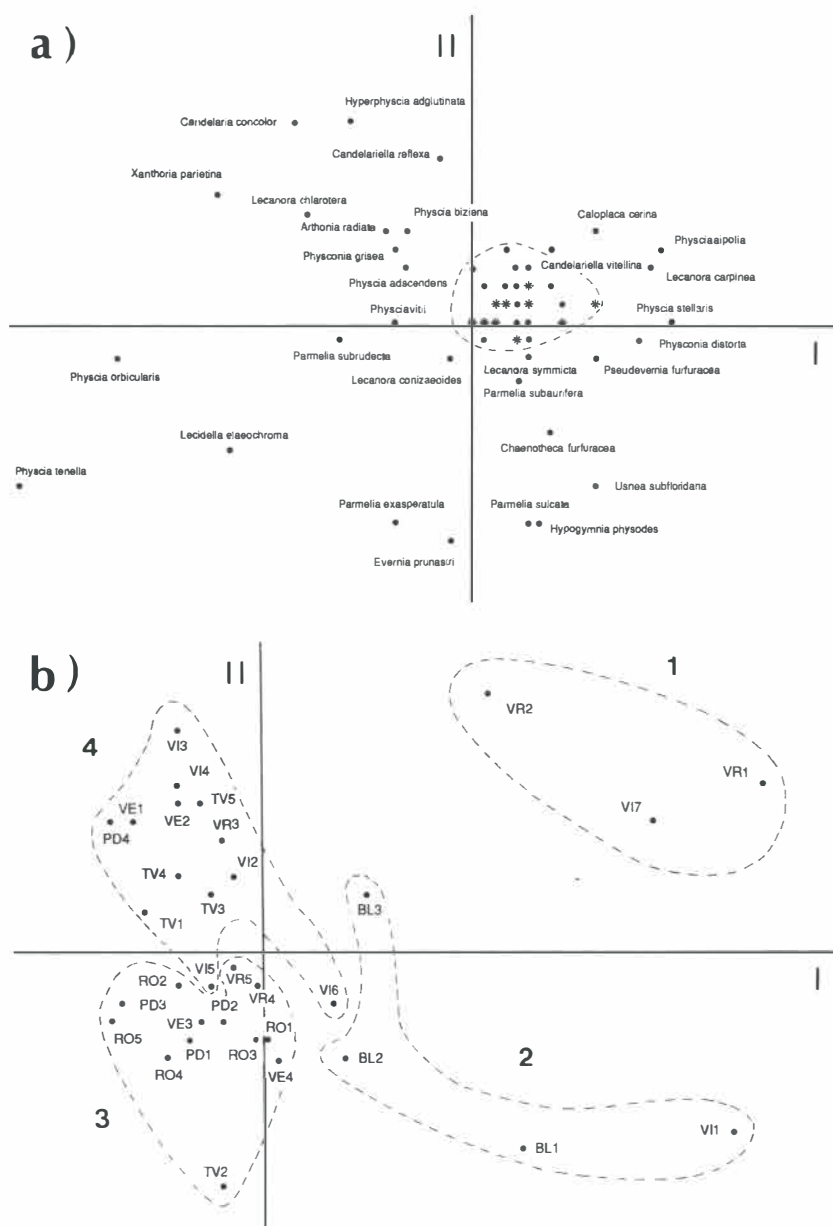 a)
II
Hyperphyscia adglutinata
Candelaria concolor
Candelariella reflexa
Xanthoria parietina
Lecanora chlarotera
Arthonia radiate
Physcia biziena
Caloplaca cerina
Physconia grisea
Physciaaipolia
Physcia adscendens
Candelariella vitellina
Lecanora carpinea
Physciavitii
Physcia stellaris
I
Parmelia subrudecta
Physconia distorta
Physcia orbicularis
Lecanora conizaeoides
Lecanora symmicta
Pseudevernia furfuracea
Parmelia subaurifera
Lecidella elaeochroma
Chaenotheca furfuracea
Physcia tenella
Usnea subfloridana
Parmelia exasperatula
Parmelia sulcata
Hypogymnia physodes
Evernia prunastri
b)
II
1
VR2
VI3
4
VI4
VR1
VE1
TV5
PD4
VE2
VR3
VI7
TV4
VI2
TV3
BL3
TV1
I
VI5
RO2
VR5
VR4
VI6
PD3
PD2
RO5
VE3
RO1
2
PD1
RO3
BL2
RO4
VE4
3
VI1
BL1
TV2